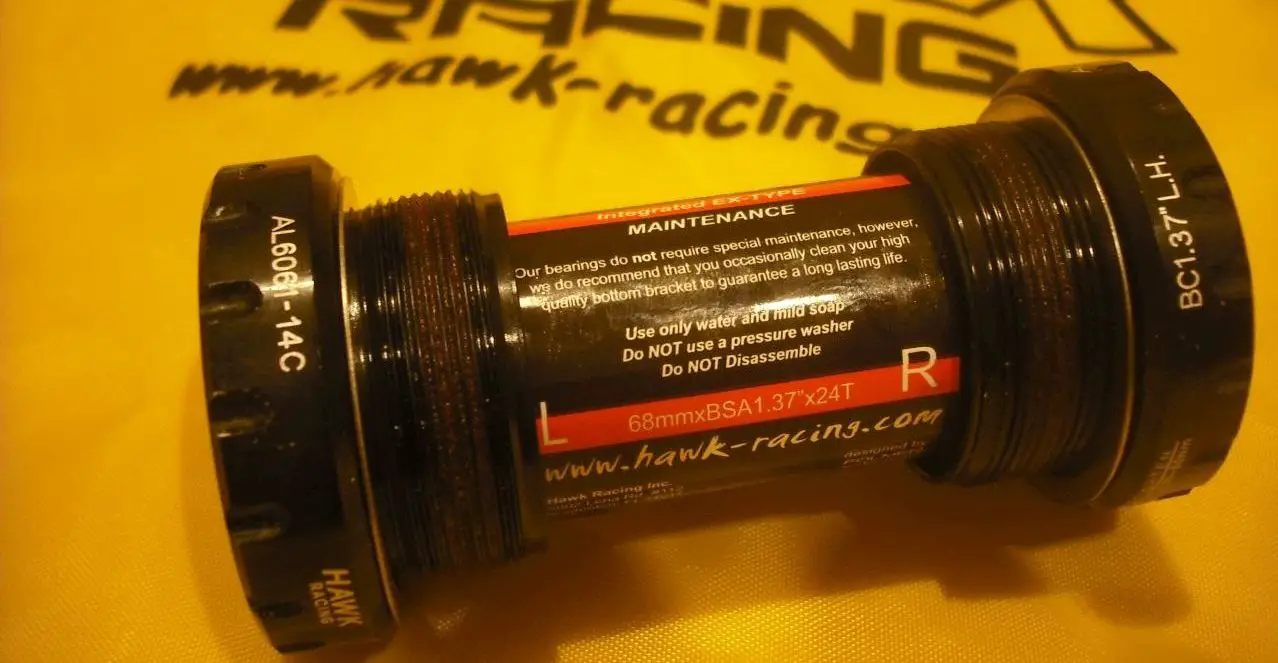 RACING
www.hawk-racing
AL6061-14C
HAWK
RACING
Integrated EX-TYPE
MAINTENANCE
Our bearings do not require special maintenance, however,
we do recommend that you occasionally clean your high
quality bottom bracket to guarantee a long lasting life.
Use only water and mild soap
Do NOT use a pressure washer
Do NOT Disassemble
L
68mmxBSA1.37"x24T
R
www.hawk-racing.com
Hawk Racing Inc.
designed by
BC1.37" L.H.